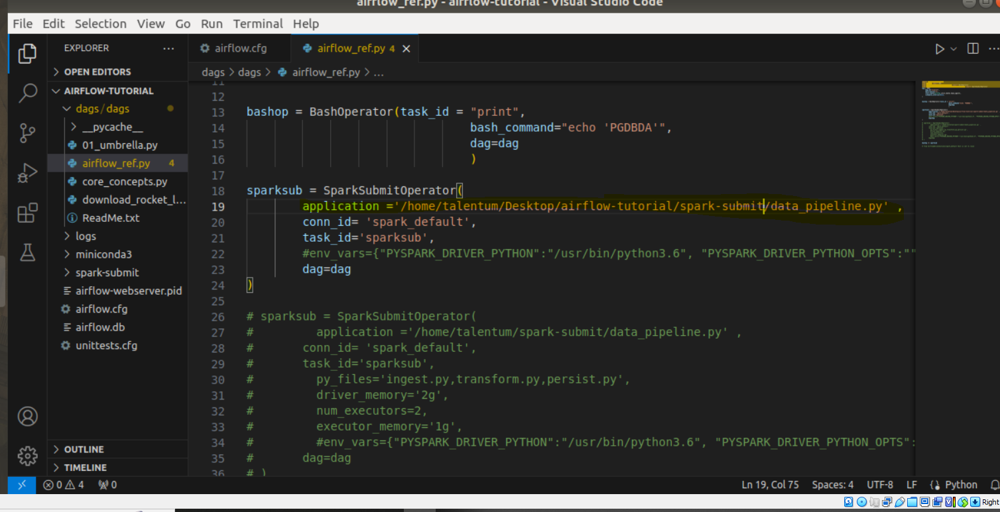 airflow_ref.py - airflow-tutorial - Visual Studio Code
File Edit Selection View Go Run Terminal Help
EXPLORER ...
OPEN EDITORS
AIRFLOW-TUTORIAL
dags / dags
__pycache__
01_umbrella.py
airflow_ref.py 4
core_concepts.py
download_rocket_l...
ReadMe.txt
logs
miniconda3
spark-submit
airflow-webserver.pid
airflow.cfg
airflow.db
unittests.cfg
OUTLINE
TIMELINE
airflow.cfg
airflow_ref.py 4
dags > dags > airflow_ref.py > ...
11
12
13 bashop = BashOperator(task_id = "print",
14 bash_command="echo 'PGDBDA'",
15 dag=dag
16 )
17
18 sparksub = SparkSubmitOperator(
19 application ='/home/talentum/Desktop/airflow-tutorial/spark-submit/data_pipeline.py' ,
20 conn_id= 'spark_default',
21 task_id='sparksub',
22 #env_vars={"PYSPARK_DRIVER_PYTHON":"/usr/bin/python3.6", "PYSPARK_DRIVER_PYTHON_OPTS":""
23 dag=dag
24 )
25
26 # sparksub = SparkSubmitOperator(
27 # application ='/home/talentum/spark-submit/data_pipeline.py' ,
28 # conn_id= 'spark_default',
29 # task_id='sparksub',
30 # py_files='ingest.py,transform.py,persist.py',
31 # driver_memory='2g',
32 # num_executors=2,
33 # executor_memory='1g',
34 # #env_vars={"PYSPARK_DRIVER_PYTHON":"/usr/bin/python3.6", "PYSPARK_DRIVER_PYTHON_OPTS":
35 # dag=dag
36 # )
0 4 0 Ln 19, Col 75 Spaces: 4 UTF-8 LF Python
Right